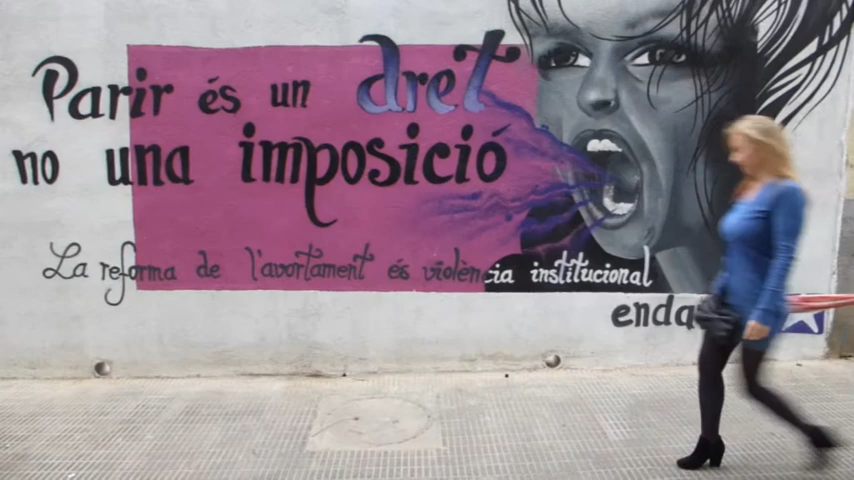 Parir és un dret
no una imposició
La reforma de l'avortament és violència institucional
enda